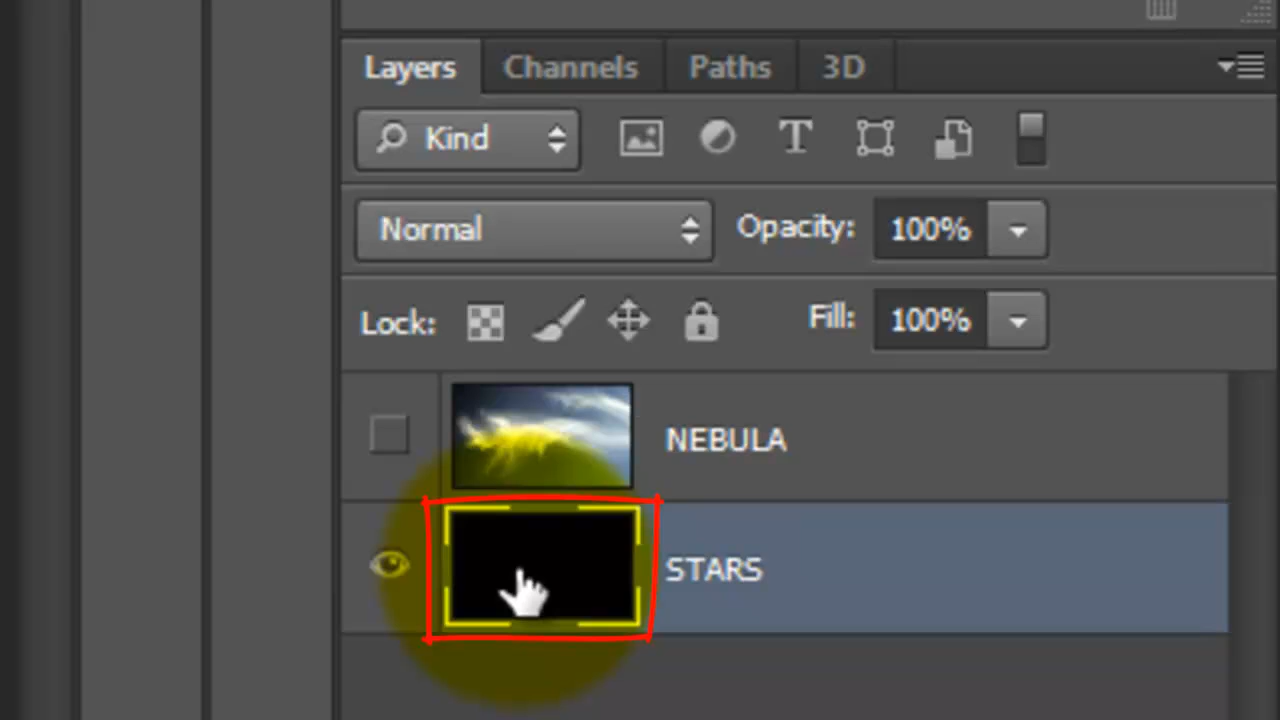 Layers Channels Paths 3D
Kind T
Normal Opacity: 100%
Lock: Fill: 100%
NEBULA
STARS